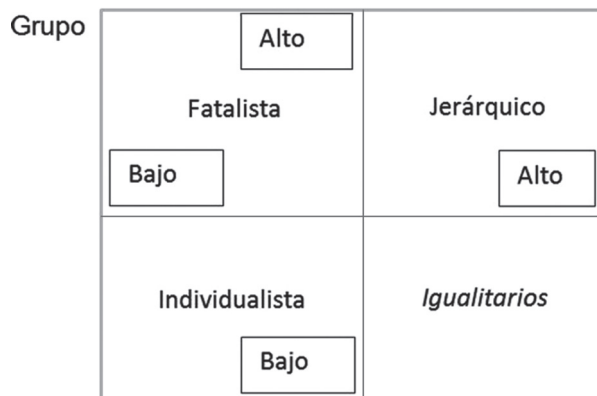 Grupo
Alto
Fatalista
Jerárquico
Bajo
Alto
Individualista
Igualitarios
Bajo